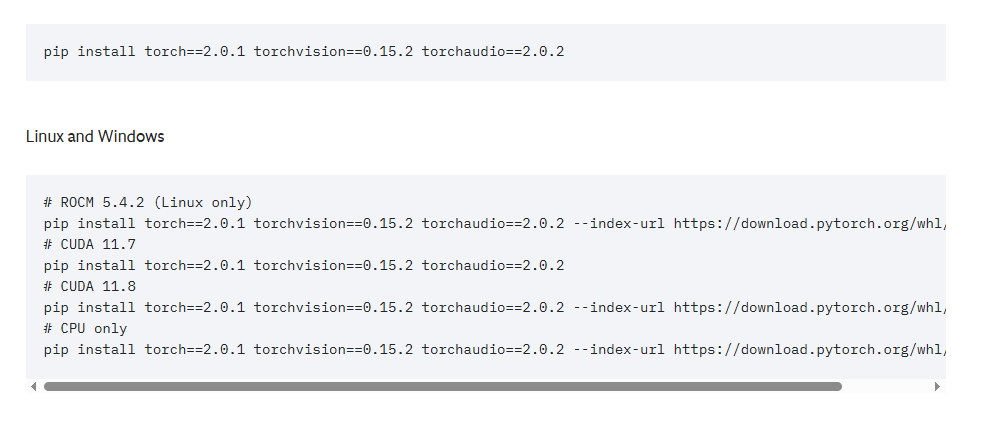 pip install torch==2.0.1 torchvision==0.15.2 torchaudio==2.0.2
Linux and Windows
# ROCM 5.4.2 (Linux only)
pip install torch==2.0.1 torchvision==0.15.2 torchaudio==2.0.2 --index-url https://download.pytorch.org/whl/
# CUDA 11.7
pip install torch==2.0.1 torchvision==0.15.2 torchaudio==2.0.2
# CUDA 11.8
pip install torch==2.0.1 torchvision==0.15.2 torchaudio==2.0.2 --index-url https://download.pytorch.org/whl/
# CPU only
pip install torch==2.0.1 torchvision==0.15.2 torchaudio==2.0.2 --index-url https://download.pytorch.org/whl/